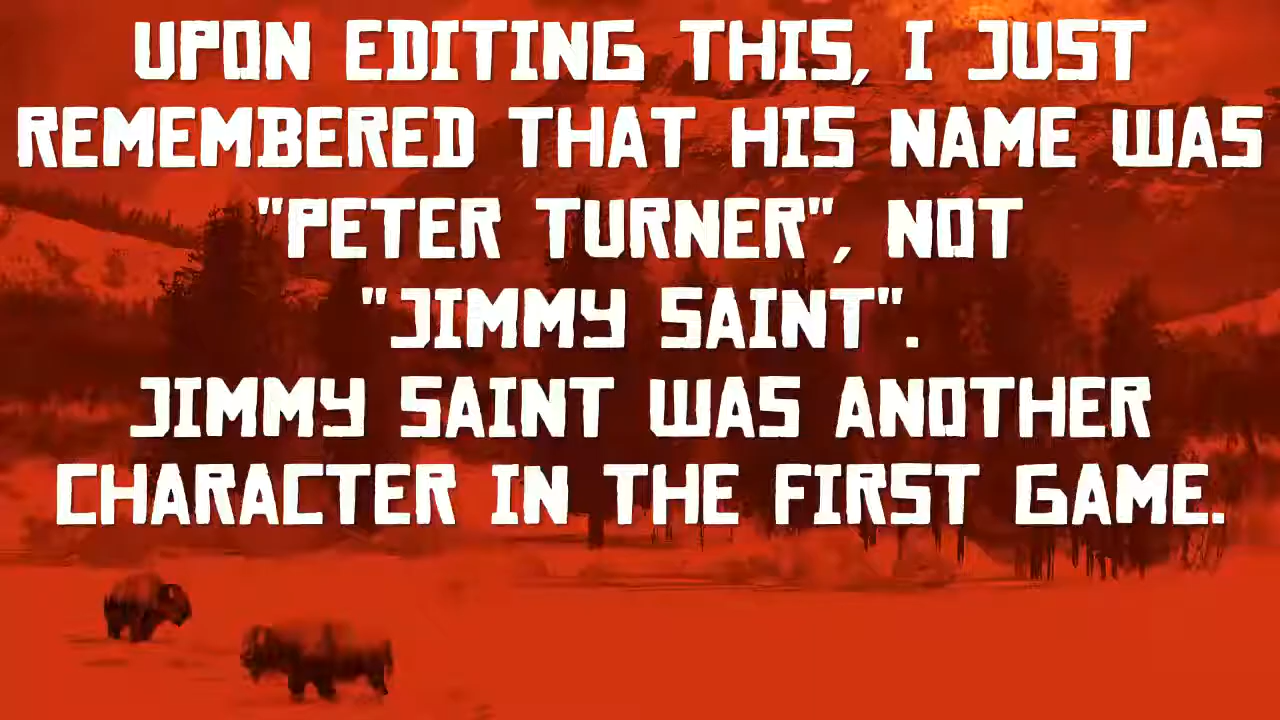 UPON EDITING THIS, I JUST
REMEMBERED THAT HIS NAME WAS
"PETER TURNER", NOT
"JIMMY SAINT".
JIMMY SAINT WAS ANOTHER
CHARACTER IN THE FIRST GAME.